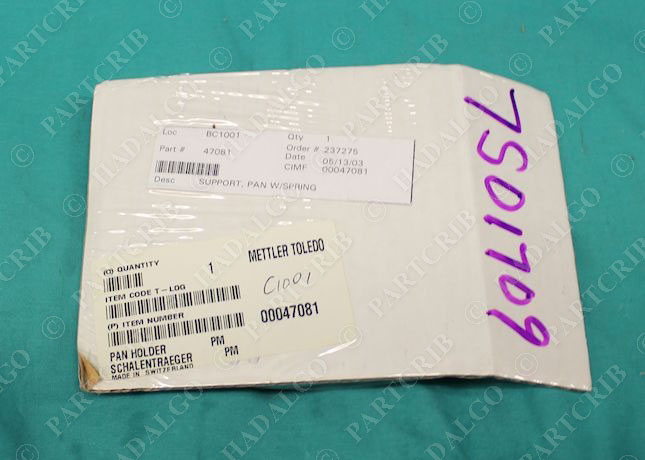 Loc BC1001 Qty 1
Part # 47081 Order # 237275
Date 05/13/03
CIMF 00047081
Desc SUPPORT, PAN W/SPRING
(Q) QUANTITY 1 METTLER TOLEDO
ITEM CODE T-LOG C1001
(P) ITEM NUMBER 00047081
PAN HOLDER PM
SCHALENTRAEGER PM
MADE IN SWITZERLAND
7501709
© PARTCRIB
© HADALGO